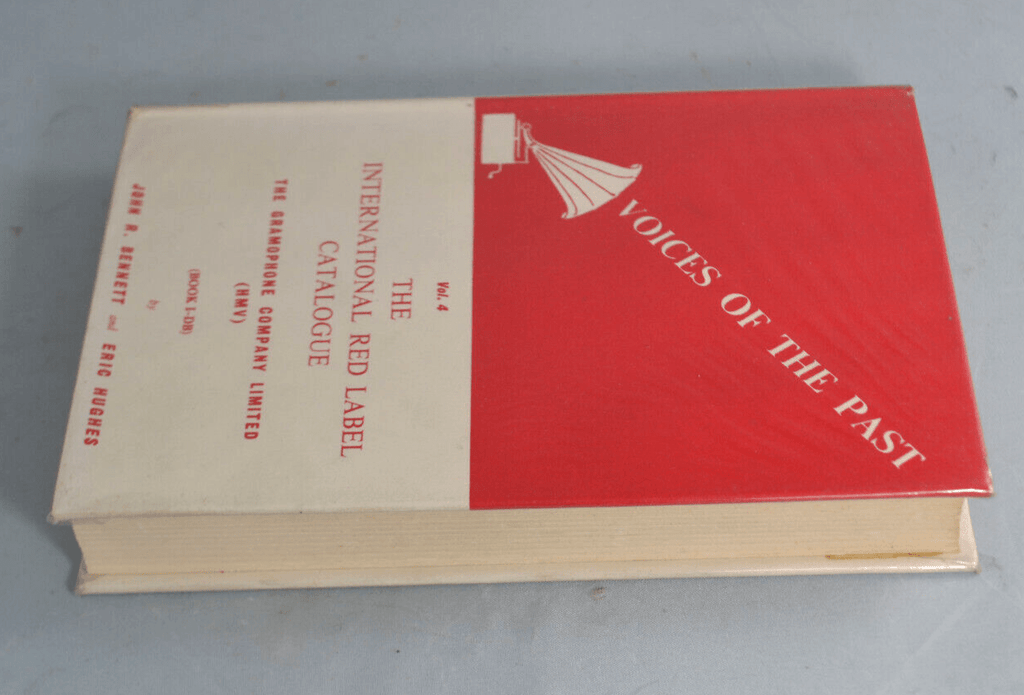 VOICES OF THE PAST
Vol. 4
THE
INTERNATIONAL RED LABEL
CATALOGUE
THE GRAMOPHONE COMPANY LIMITED
(HMV)
(BOOK I-DB)
by
JOHN R. BENNETT and ERIC HUGHES